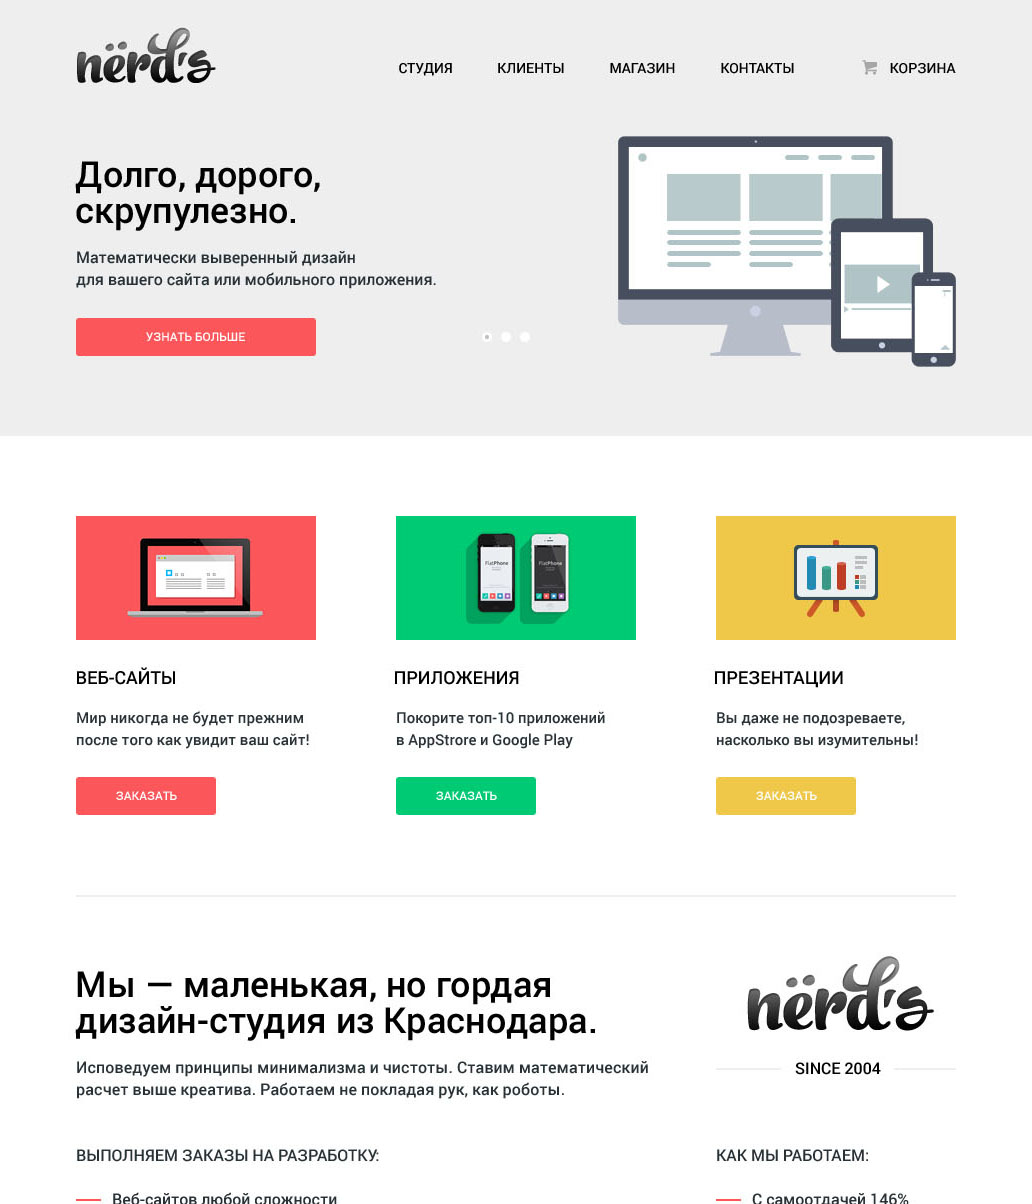 nërd's
СТУДИЯ КЛИЕНТЫ МАГАЗИН КОНТАКТЫ КОРЗИНА
Долго, дорого,
скрупулезно.
Математически выверенный дизайн
для вашего сайта или мобильного приложения.
УЗНАТЬ БОЛЬШЕ
FlatPhone FlatPhone
ВЕБ-САЙТЫ
Мир никогда не будет прежним
после того как увидит ваш сайт!
ЗАКАЗАТЬ
ПРИЛОЖЕНИЯ
Покорите топ-10 приложений
в AppStrore и Google Play
ЗАКАЗАТЬ
ПРЕЗЕНТАЦИИ
Вы даже не подозреваете,
насколько вы изумительны!
ЗАКАЗАТЬ
Мы — маленькая, но гордая
дизайн-студия из Краснодара.
Исповедуем принципы минимализма и чистоты. Ставим математический
расчет выше креатива. Работаем не покладая рук, как роботы.
nërd's
SINCE 2004
ВЫПОЛНЯЕМ ЗАКАЗЫ НА РАЗРАБОТКУ:
Веб-сайтов любой сложности
КАК МЫ РАБОТАЕМ:
С самоотдачей 146%